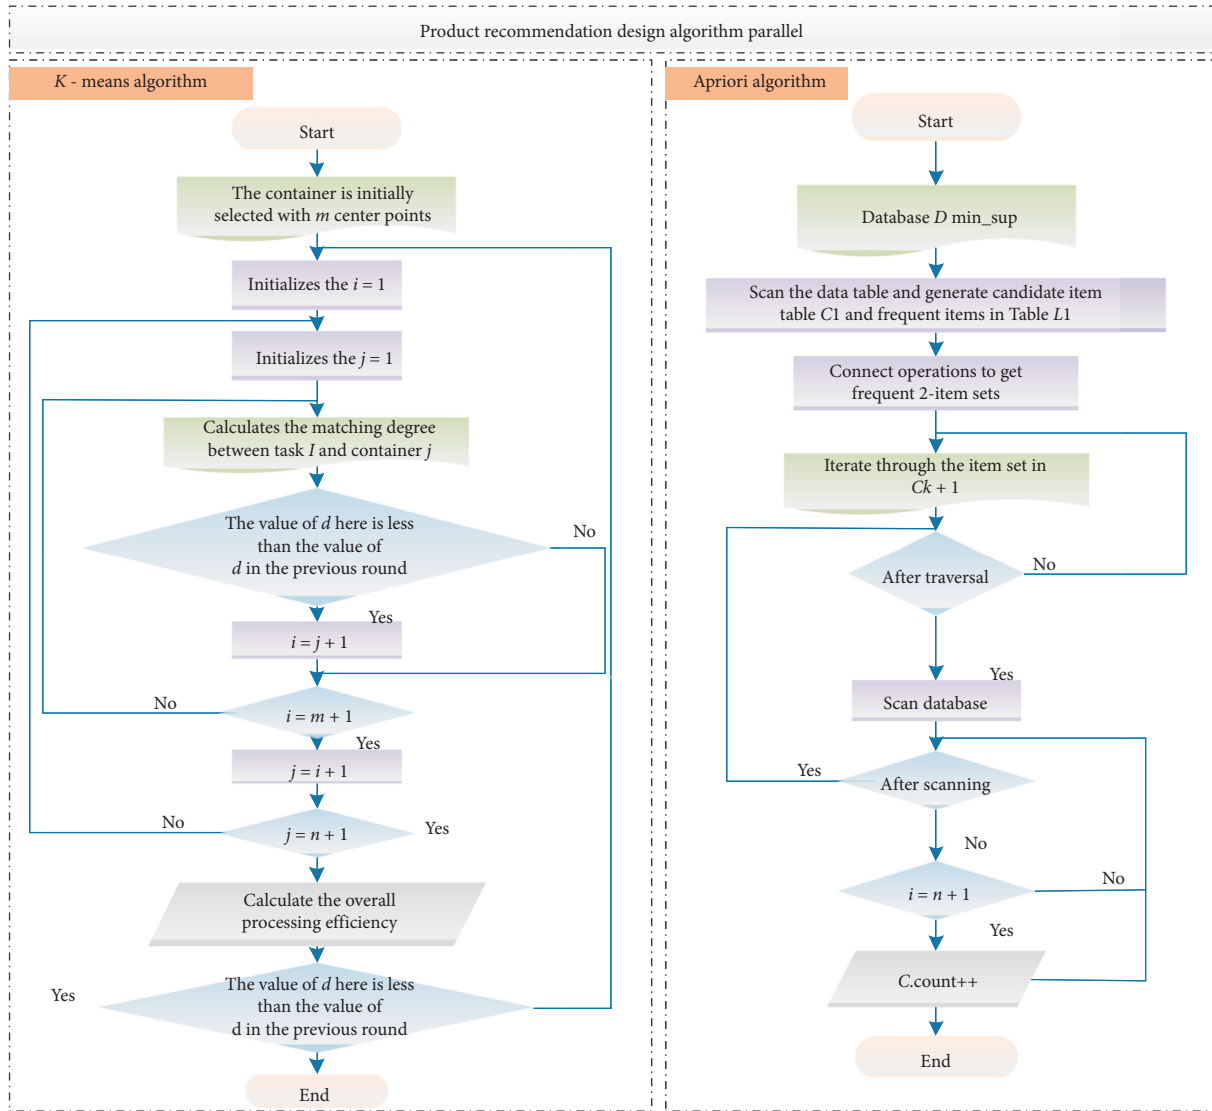 Product recommendation design algorithm parallel
K - means algorithm
Start
The container is initially
selected with m center points
Initializes the i = 1
Initializes the j = 1
Calculates the matching degree
between task I and container j
The value of d here is less
than the value of
d in the previous round
No
Yes
i = j + 1
No
i = m + 1
Yes
j = i + 1
No
j = n + 1
Yes
Calculate the overall
processing efficiency
Yes
The value of d here is less
than the value of
d in the previous round
End
Apriori algorithm
Start
Database D min_sup
Scan the data table and generate candidate item
table C1 and frequent items in Table L1
Connect operations to get
frequent 2-item sets
Iterate through the item set in
Ck + 1
After traversal
No
Yes
Scan database
Yes
After scanning
No
i = n + 1
No
Yes
C.count++
End